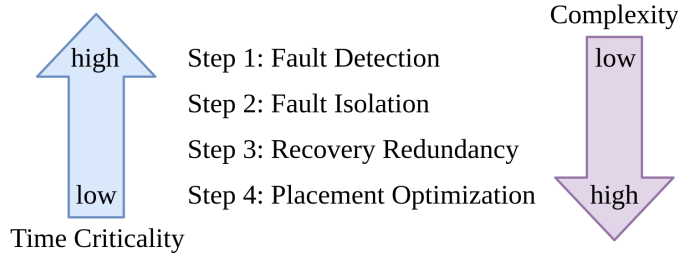 Complexity
high
low
Step 1: Fault Detection
Step 2: Fault Isolation
Step 3: Recovery Redundancy
Step 4: Placement Optimization
low
high
Time Criticality